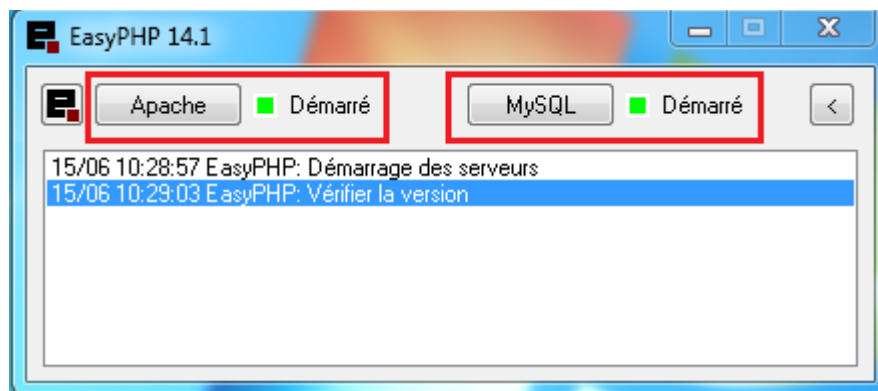 EasyPHP 14.1
Apache Démarré MySQL Démarré <
15/06 10:28:57 EasyPHP: Démarrage des serveurs
15/06 10:29:03 EasyPHP: Vérifier la version